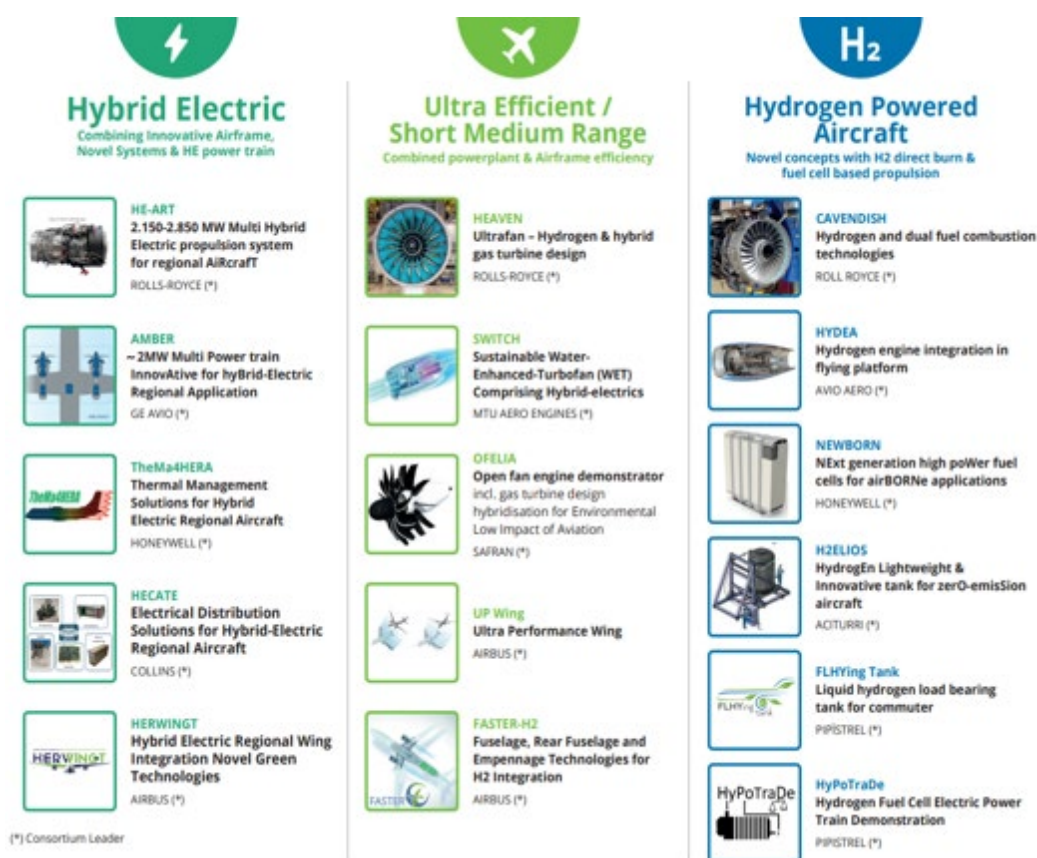 H₂
Hybrid Electric
Combining Innovative Airframe,
Novel Systems & HE power train
HE-ART
2.150-2.850 MW Multi Hybrid
Electric propulsion system
for regional AiRcrafT
ROLLS-ROYCE (*)
AMBER
~ 2MW Multi Power train
InnovAtive for hyBrid-Electric
Regional Application
GE AVIO (*)
TheMa4HERA
TheMa4HERA
Thermal Management
Solutions for Hybrid
Electric Regional Aircraft
HONEYWELL (*)
HECATE
Electrical Distribution
Solutions for Hybrid-Electric
Regional Aircraft
COLLINS (*)
HERWINGT
HERWINGT
Hybrid Electric Regional Wing
Integration Novel Green
Technologies
AIRBUS (*)
(*) Consortium Leader
Ultra Efficient /
Short Medium Range
Combined powerplant & Airframe efficiency
HEAVEN
Ultrafan – Hydrogen & hybrid
gas turbine design
ROLLS-ROYCE (*)
SWITCH
Sustainable Water-
Enhanced-Turbofan (WET)
Comprising Hybrid-electrics
MTU AERO ENGINES (*)
OFELIA
Open fan engine demonstrator
incl. gas turbine design
hybridisation for Environmental
Low Impact of Aviation
SAFRAN (*)
UP Wing
Ultra Performance Wing
AIRBUS (*)
FASTER
FASTER-H2
Fuselage, Rear Fuselage and
Empennage Technologies for
H2 Integration
AIRBUS (*)
Hydrogen Powered
Aircraft
Novel concepts with H2 direct burn &
fuel cell based propulsion
CAVENDISH
Hydrogen and dual fuel combustion
technologies
ROLL ROYCE (*)
HYDEA
Hydrogen engine integration in
flying platform
AVIO AERO (*)
NEWBORN
NExt generation high poWer fuel
cells for airBORNe applications
HONEYWELL (*)
H2ELIOS
HydrogEn Lightweight &
Innovative tank for zerO-emisSion
aircraft
ACITURRI (*)
FLHYing tank
FLHYing Tank
Liquid hydrogen load bearing
tank for commuter
PIPISTREL (*)
HyPoTraDe
HyPoTraDe
Hydrogen Fuel Cell Electric Power
Train Demonstration
PIPISTREL (*)